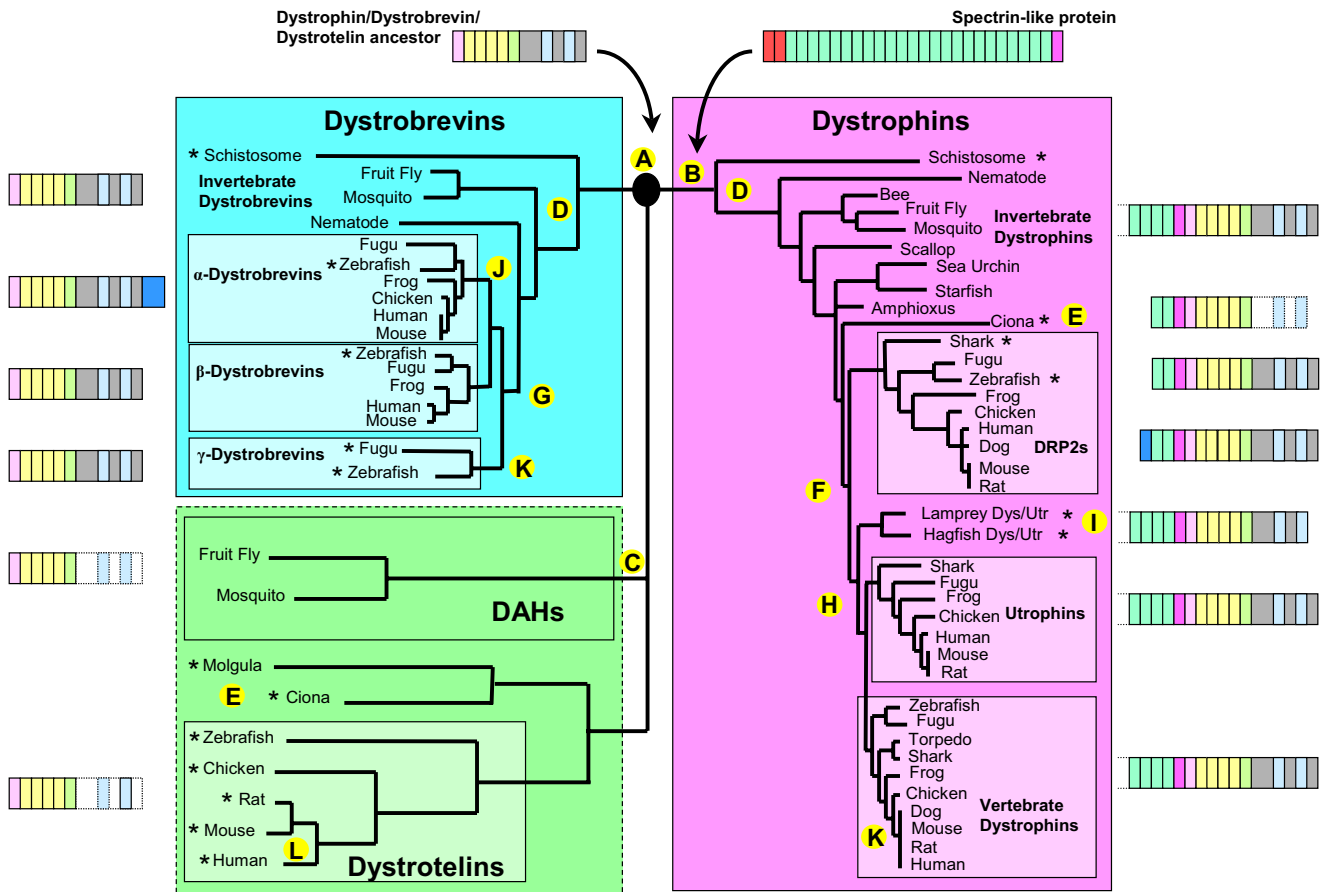 Dystrophin/Dystrobrevin/
Dystrotelin ancestor
Spectrin-like protein
A
B
Dystrobrevins
* Schistosome
Fruit Fly
Invertebrate
Dystrobrevins
Mosquito
D
Nematode
Fugu
α-Dystrobrevins
* Zebrafish
J
Frog
Chicken
Human
Mouse
* Zebrafish
β-Dystrobrevins
Fugu
Frog
G
Human
Mouse
* Fugu
γ-Dystrobrevins
* Zebrafish
K
Fruit Fly
C
Mosquito
DAHs
* Molgula
E
* Ciona
* Zebrafish
* Chicken
* Rat
* Mouse
L
* Human
Dystrotelins
Dystrophins
Schistosome *
D
Nematode
Bee
Fruit Fly
Invertebrate
Dystrophins
Mosquito
Scallop
Sea Urchin
Starfish
Amphioxus
Ciona *
E
Shark *
Fugu
Zebrafish *
Frog
Chicken
Human
Dog
DRP2s
Mouse
Rat
F
Lamprey Dys/Utr *
I
Hagfish Dys/Utr *
Shark
Fugu
H
Frog
Chicken
Utrophins
Human
Mouse
Rat
Zebrafish
Fugu
Torpedo
Shark
Frog
Chicken
Dog
Vertebrate
Dystrophins
Mouse
K
Rat
Human